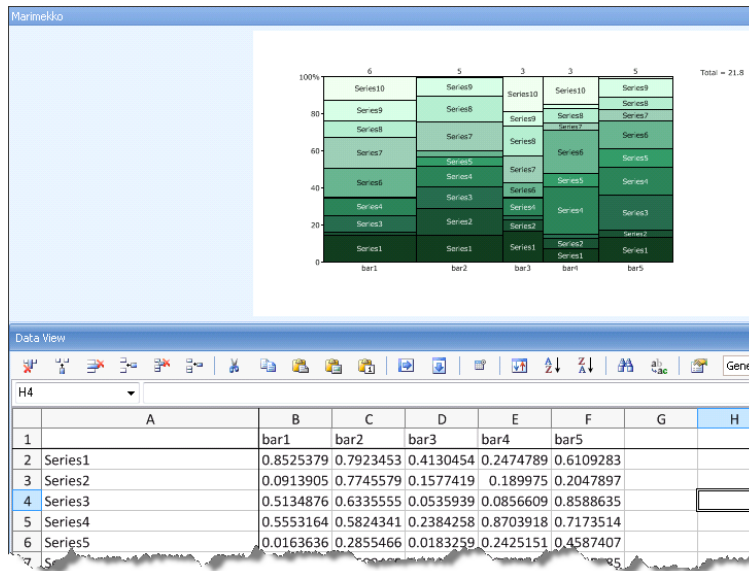 Marimekko
6 5 3 3 5 Total = 21.8
100%
80
60
40
20
0
Series10 Series9 Series8 Series7 Series6 Series4 Series3 Series1
Series9 Series8 Series7 Series5 Series4 Series3 Series2 Series1
Series10 Series9 Series8 Series7 Series6 Series4 Series2 Series1
Series10 Series8 Series7 Series6 Series5 Series4 Series2 Series1
Series9 Series8 Series7 Series6 Series5 Series4 Series3 Series2 Series1
bar1 bar2 bar3 bar4 bar5
Data View
A Z Z A ab ac Gene
H4
A B C D E F G H
1 bar1 bar2 bar3 bar4 bar5
2 Series1 0.8525379 0.7923453 0.4130454 0.2474789 0.6109283
3 Series2 0.0913905 0.7745579 0.1577419 0.189975 0.2047897
4 Series3 0.5134876 0.6335555 0.0535939 0.0856609 0.8588635
5 Series4 0.5553164 0.5824341 0.2384258 0.8703918 0.7173514
6 Series5 0.0163636 0.2855466 0.0183259 0.2425151 0.4587407